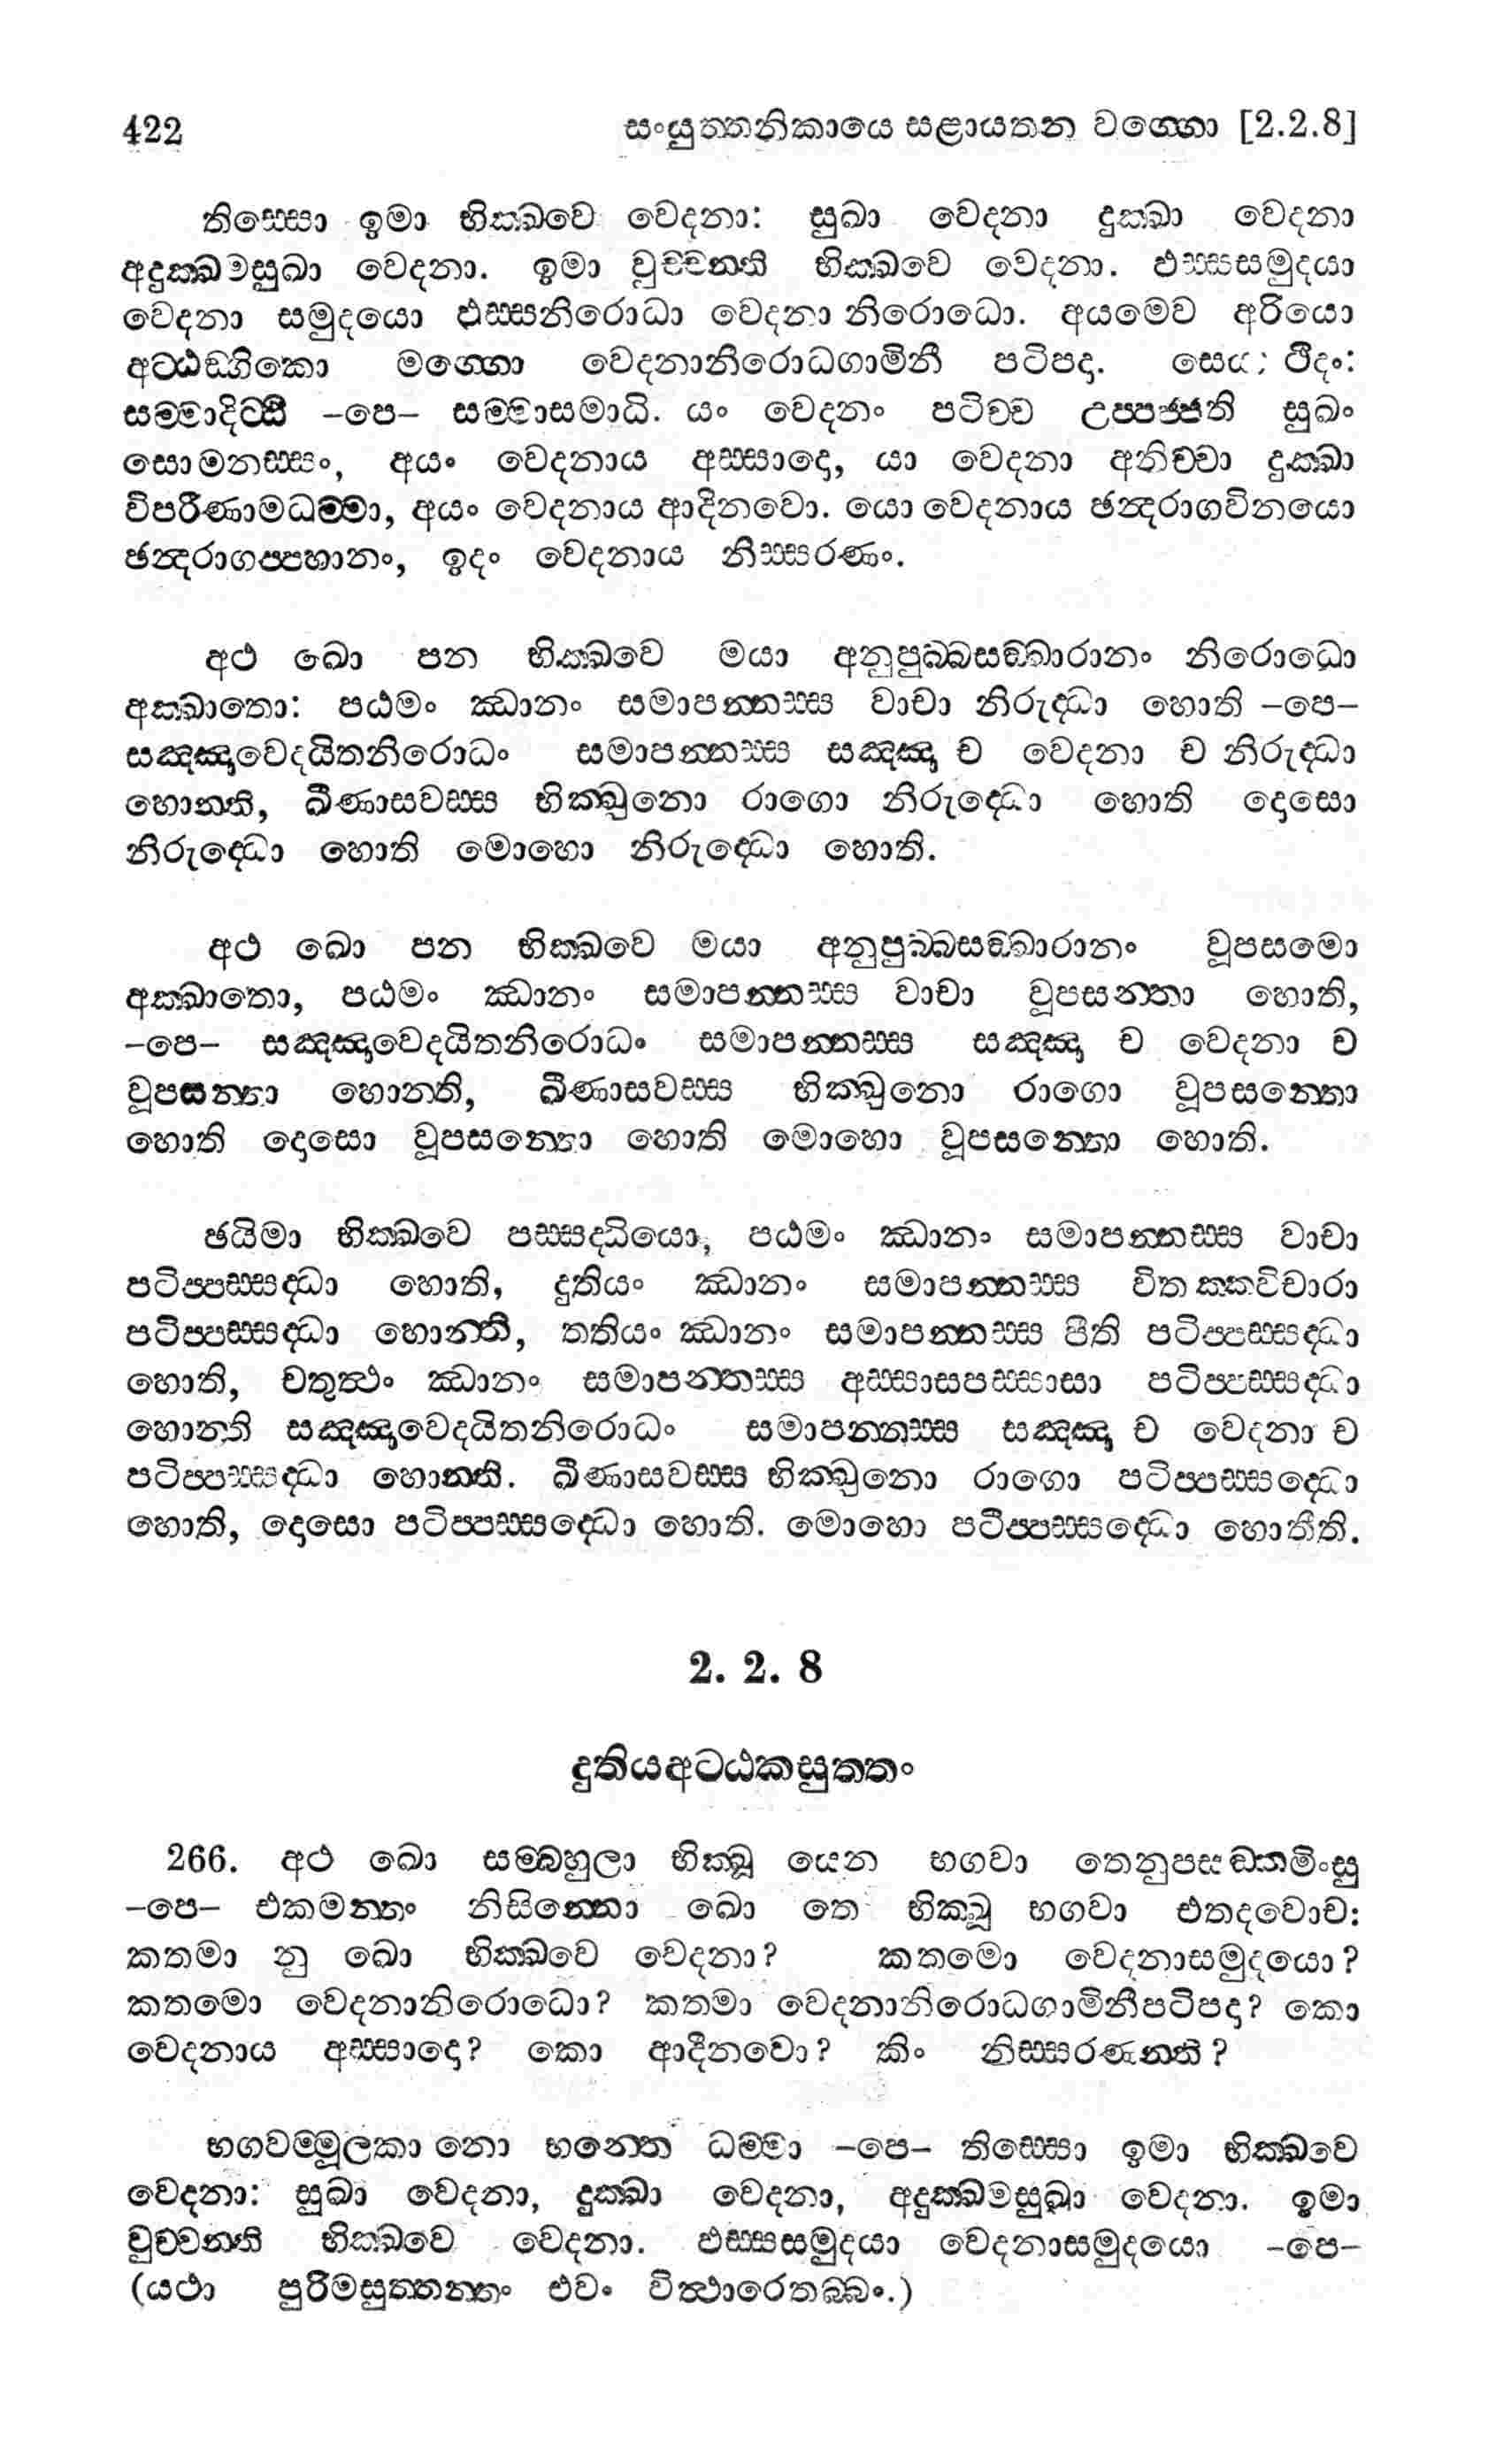 422 සංයුත්තනිකායෙ සළායතන වග්ගො [2.2.8]
තිස්සො ඉමා භික්ඛවෙ වෙදනා: සුඛා වෙදනා දුක්ඛා වෙදනා
අදුක්ඛමසුඛා වෙදනා. ඉමා වුච්චන්ති භික්ඛවෙ වෙදනා. ඵස්සසමුදයා
වෙදනා සමුදයො ඵස්සනිරොධා වෙදනා නිරොධො. අයමෙව අරියො
අට්ඨඞ්ගිකො මග්ගො වෙදනානිරොධගාමිනී පටිපදා. සෙය්‍යථිදං:
සම්මාදිට්ඨි –පෙ– සම්මාසමාධි. යං වෙදනං පටිච්ච උප්පජ්ජති සුඛං
සොමනස්සං, අයං වෙදනාය අස්සාදො, යා වෙදනා අනිච්චා දුක්ඛා
විපරිණාමධම්මා, අයං වෙදනාය ආදිනවො. යො වෙදනාය ඡන්දරාගවිනයො
ඡන්දරාගප්පහානං, ඉදං වෙදනාය නිස්සරණං.
අථ ඛො පන භික්ඛවෙ මයා අනුපුබ්බසඞ්ඛාරානං නිරොධො
අක්ඛාතො: පඨමං ඣානං සමාපන්නස්ස වාචා නිරුද්ධා හොති –පෙ–
සඤ්ඤාවෙදයිතනිරොධං සමාපන්නස්ස සඤ්ඤා ච වෙදනා ච නිරුද්ධා
හොන්ති, ඛීණාසවස්ස භික්ඛුනො රාගො නිරුද්ධො හොති දොසො
නිරුද්ධො හොති මොහො නිරුද්ධො හොති.
අථ ඛො පන භික්ඛවෙ මයා අනුපුබ්බසඞ්ඛාරානං වූපසමො
අක්ඛාතො, පඨමං ඣානං සමාපන්නස්ස වාචා වූපසන්තා හොති,
–පෙ– සඤ්ඤාවෙදයිතනිරොධං සමාපන්නස්ස සඤ්ඤා ච වෙදනා ච
වූපසන්තා හොන්ති, ඛීණාසවස්ස භික්ඛුනො රාගො වූපසන්තො
හොති දොසො වූපසන්තො හොති මොහො වූපසන්තො හොති.
ඡයිමා භික්ඛවෙ පස්සද්ධියො, පඨමං ඣානං සමාපන්නස්ස වාචා
පටිප්පස්සද්ධා හොති, දුතියං ඣානං සමාපන්නස්ස විතක්කවිචාරා
පටිප්පස්සද්ධා හොන්ති, තතියං ඣානං සමාපන්නස්ස පීති පටිප්පස්සද්ධා
හොති, චතුත්ථං ඣානං සමාපන්නස්ස අස්සාසපස්සාසා පටිප්පස්සද්ධා
හොන්ති සඤ්ඤාවෙදයිතනිරොධං සමාපන්නස්ස සඤ්ඤා ච වෙදනා ච
පටිප්පස්සද්ධා හොන්ති. ඛීණාසවස්ස භික්ඛුනො රාගො පටිප්පස්සද්ධො
හොති, දොසො පටිප්පස්සද්ධො හොති. මොහො පටිප්පස්සද්ධො හොතීති.
2. 2. 8
දුතියඅට්ඨකසුත්තං
266. අථ ඛො සම්බහුලා භික්ඛූ යෙන භගවා තෙනුපසඞ්කමිංසු
–පෙ– එකමන්තං නිසින්නො ඛො තෙ භික්ඛූ භගවා එතදවොච:
කතමා නු ඛො භික්ඛවෙ වෙදනා? කතමො වෙදනාසමුදයො?
කතමො වෙදනානිරොධො? කතමා වෙදනානිරොධගාමිනීපටිපදා? කො
වෙදනාය අස්සාදො? කො ආදීනවො? කිං නිස්සරණන්ති?
භගවම්මූලකා නො භන්තෙ ධම්මා –පෙ– තිස්සො ඉමා භික්ඛවෙ
වෙදනා: සුඛා වෙදනා, දුක්ඛා වෙදනා, අදුක්ඛමසුඛා වෙදනා. ඉමා
වුච්චන්ති භික්ඛවෙ වෙදනා. ඵස්සසමුදයා වෙදනාසමුදයො –පෙ–
(යථා පුරිමසුත්තන්තං එවං විත්ථාරෙතබ්බං.)